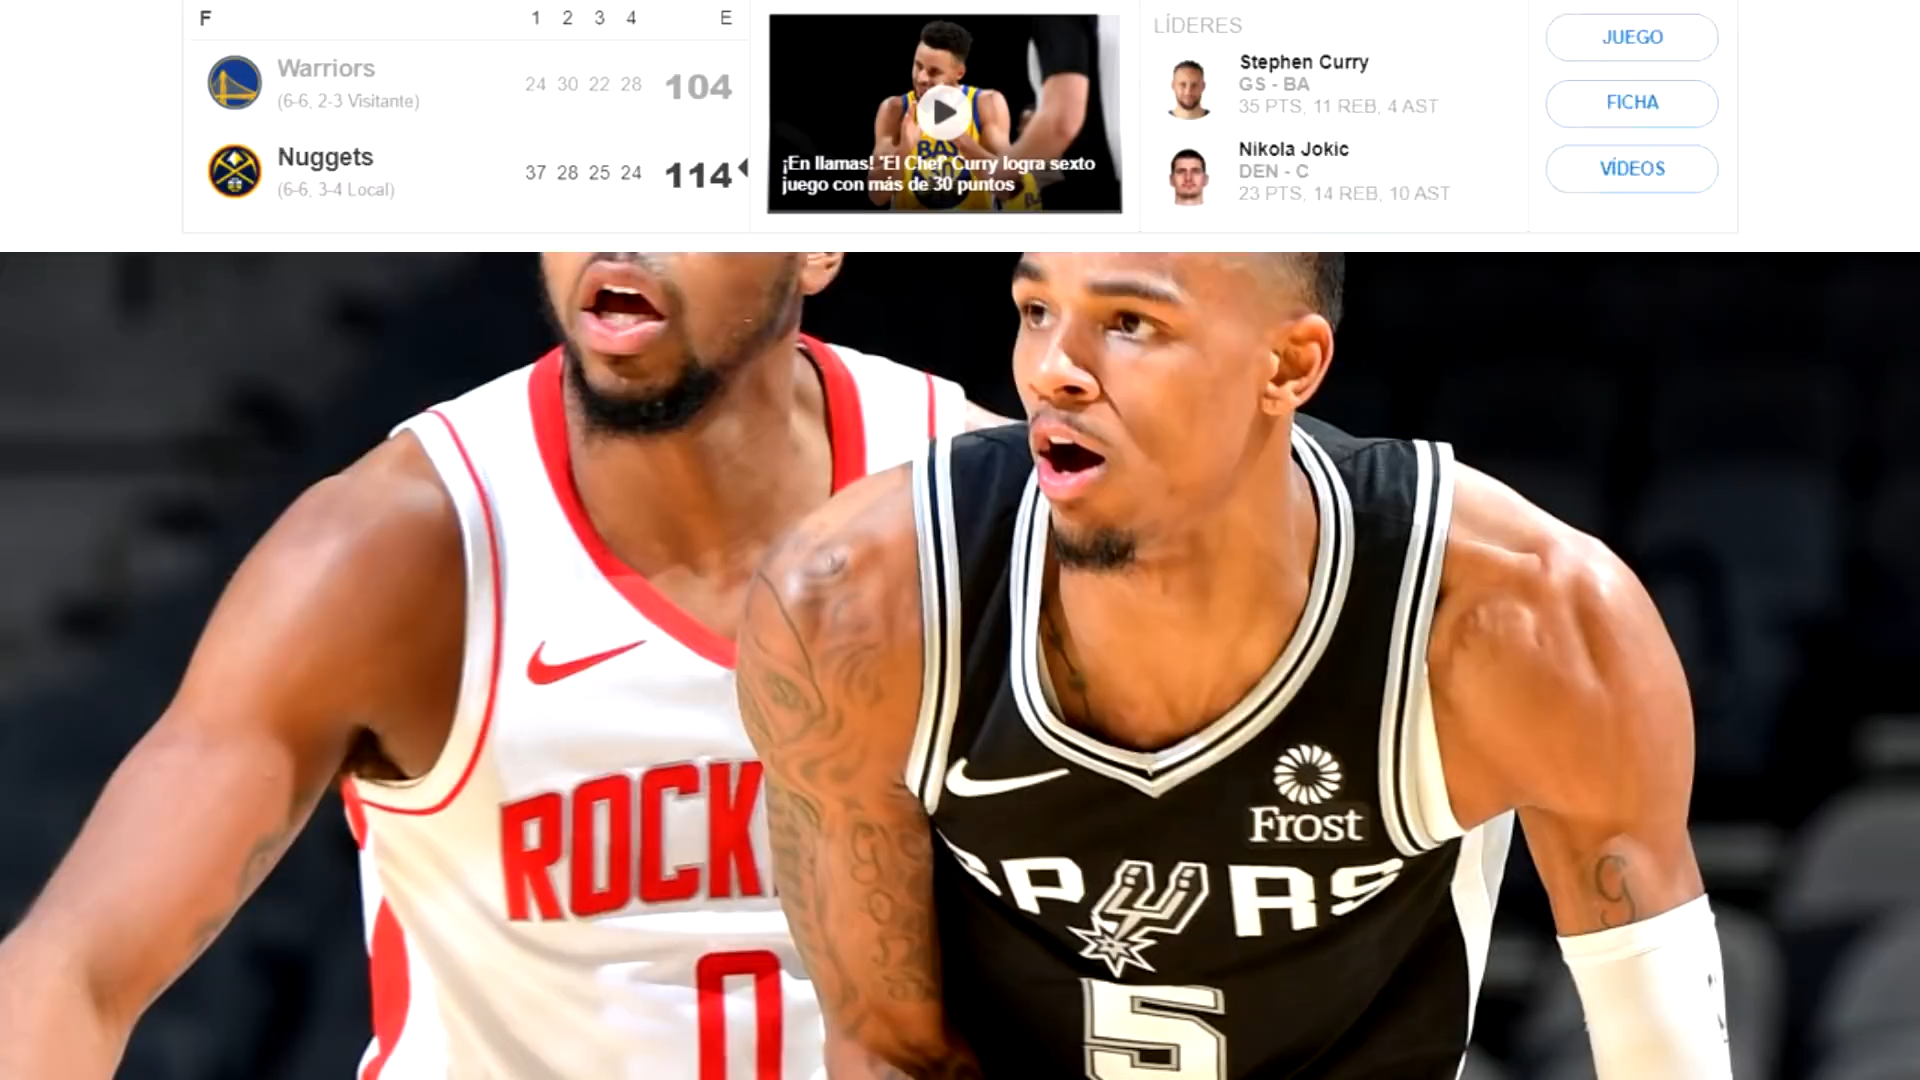 F 1 2 3 4 E
Warriors
(6-6, 2-3 Visitante)
24 30 22 28 104
Nuggets
(6-6, 3-4 Local)
37 28 25 24 114
¡En llamas! 'El Chef' Curry logra sexto
juego con más de 30 puntos
LÍDERES
Stephen Curry
GS - BA
35 PTS, 11 REB, 4 AST
Nikola Jokic
DEN - C
23 PTS, 14 REB, 10 AST
JUEGO
FICHA
VÍDEOS
ROCK
0
Frost
SPURS
5